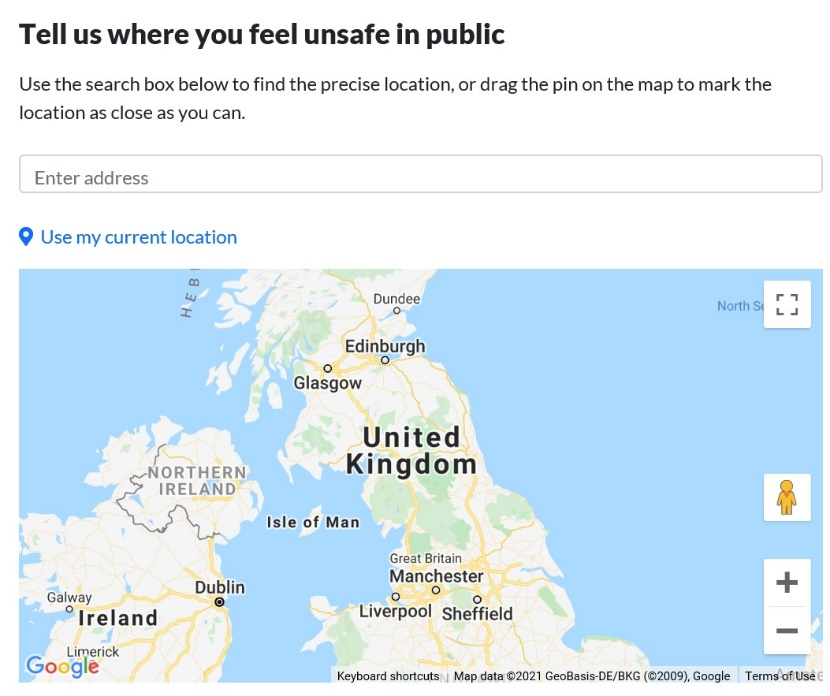 Tell us where you feel unsafe in public
Use the search box below to find the precise location, or drag the pin on the map to mark the
location as close as you can.
Enter address
Use my current location
Dundee
North Se
Edinburgh
Glasgow
United
Kingdom
NORTHERN
IRELAND
Isle of Man
Great Britain
Manchester
Dublin
Galway
Liverpool
Sheffield
Ireland
Limerick
Google
Keyboard shortcuts
Map data ©2021 GeoBasis-DE/BKG (©2009), Google
Terms of Use